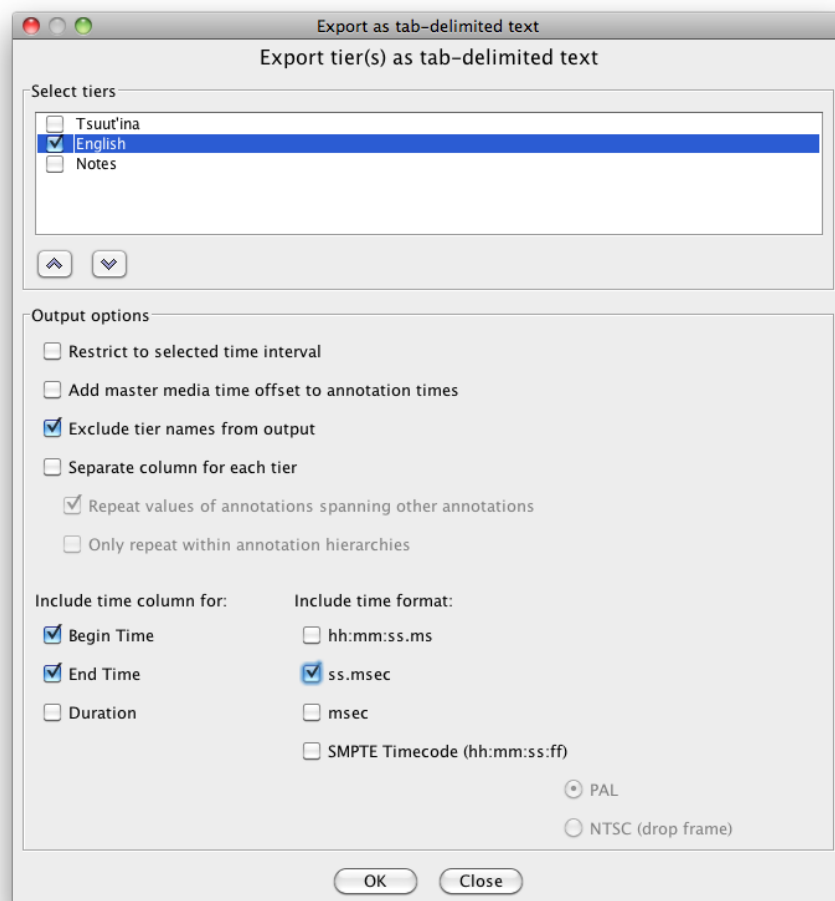 Export as tab-delimited text
Export tier(s) as tab-delimited text
Select tiers
Tsuut'ina
English
Notes
Output options
Restrict to selected time interval
Add master media time offset to annotation times
Exclude tier names from output
Separate column for each tier
Repeat values of annotations spanning other annotations
Only repeat within annotation hierarchies
Include time column for: Include time format:
Begin Time hh:mm:ss.ms
End Time ss.msec
Duration msec
SMPTE Timecode (hh:mm:ss:ff)
PAL
NTSC (drop frame)
OK Close